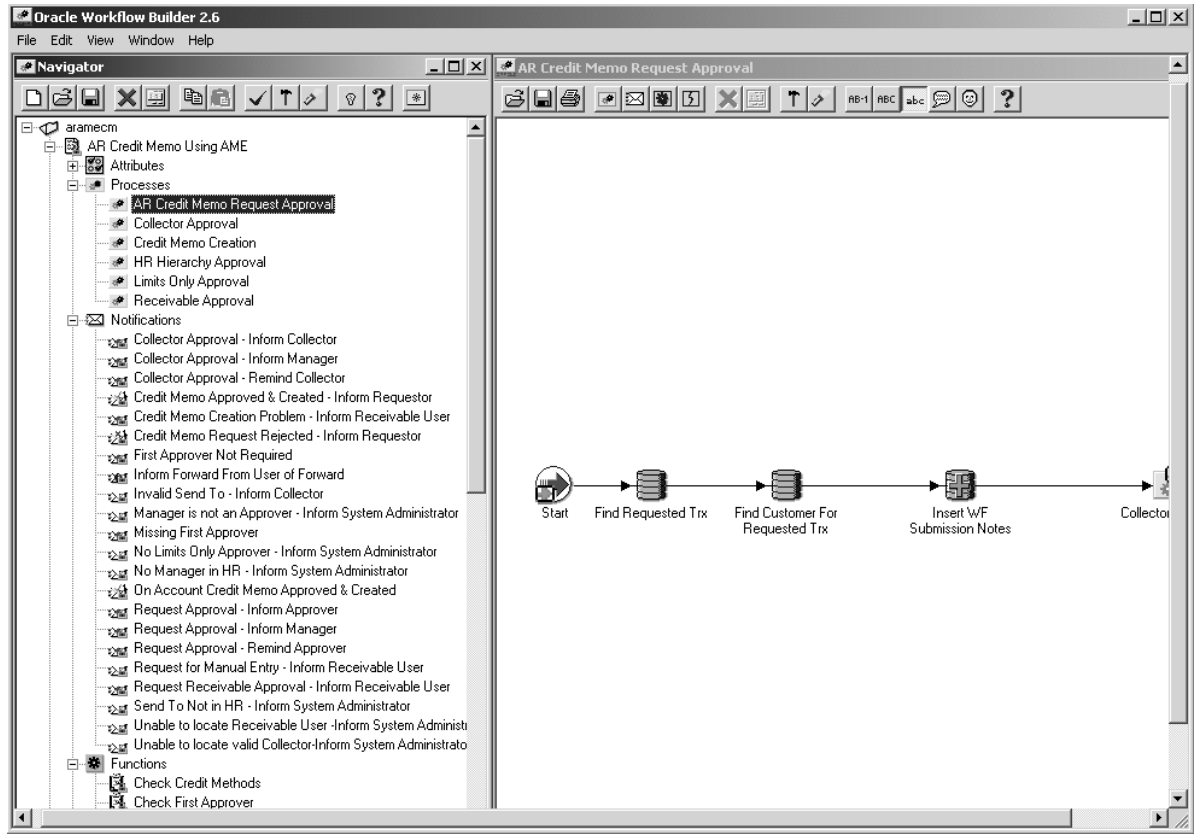 Oracle Workflow Builder 2.6
File Edit View Window Help
Navigator
aramecm
AR Credit Memo Using AME
Attributes
Processes
AR Credit Memo Request Approval
Collector Approval
Credit Memo Creation
HR Hierarchy Approval
Limits Only Approval
Receivable Approval
Notifications
Collector Approval - Inform Collector
Collector Approval - Inform Manager
Collector Approval - Remind Collector
Credit Memo Approved & Created - Inform Requestor
Credit Memo Creation Problem - Inform Receivable User
Credit Memo Request Rejected - Inform Requestor
First Approver Not Required
Inform Forward From User of Forward
Invalid Send To - Inform Collector
Manager is not an Approver - Inform System Administrator
Missing First Approver
No Limits Only Approver - Inform System Administrator
No Manager in HR - Inform System Administrator
On Account Credit Memo Approved & Created
Request Approval - Inform Approver
Request Approval - Inform Manager
Request Approval - Remind Approver
Request for Manual Entry - Inform Receivable User
Request Receivable Approval - Inform Receivable User
Send To Not in HR - Inform System Administrator
Unable to locate Receivable User -Inform System Administr
Unable to locate valid Collector-Inform System Administrato
Functions
Check Credit Methods
Check First Approver
AR Credit Memo Request Approval
AB-1 ABC abc
Start
Find Requested Trx
Find Customer For
Requested Trx
Insert WF
Submission Notes
Collector